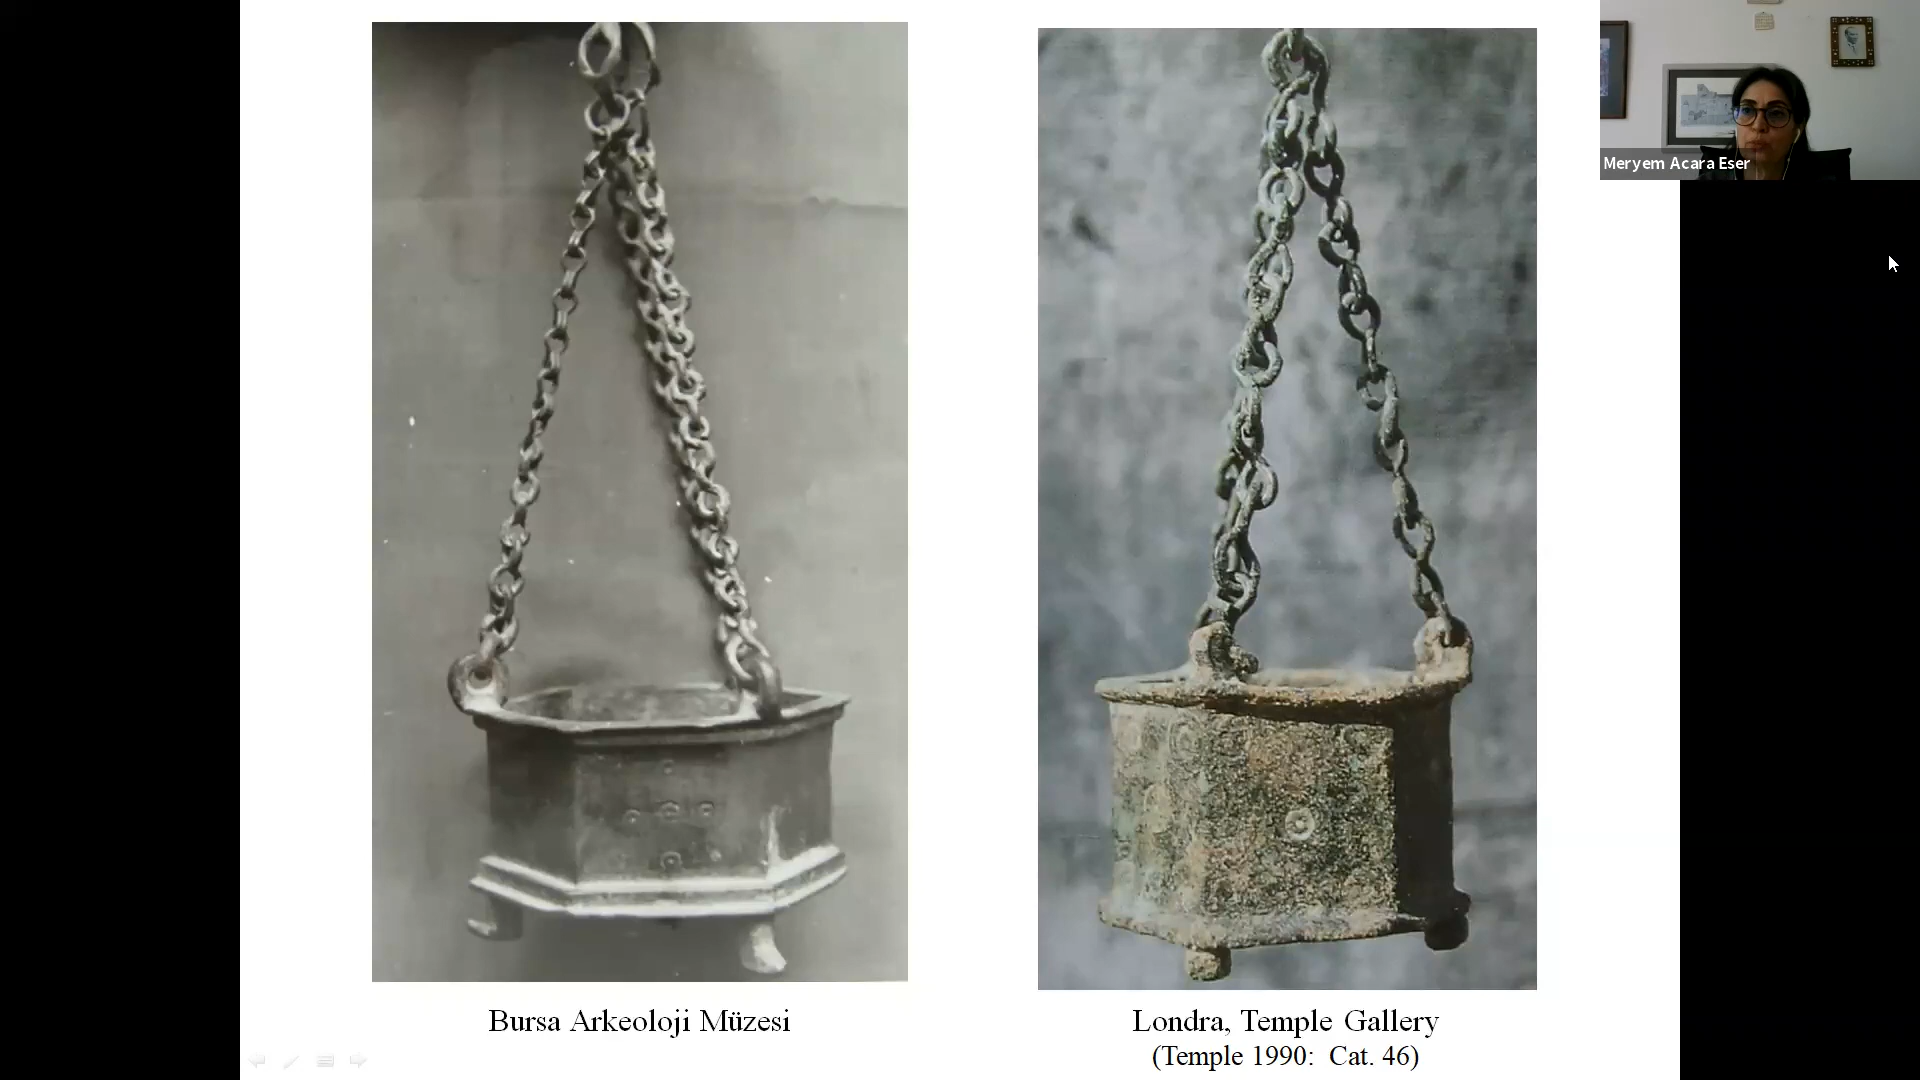 Meryem Acara Eser
Bursa Arkeoloji Müzesi
Londra, Temple Gallery
(Temple 1990: Cat. 46)